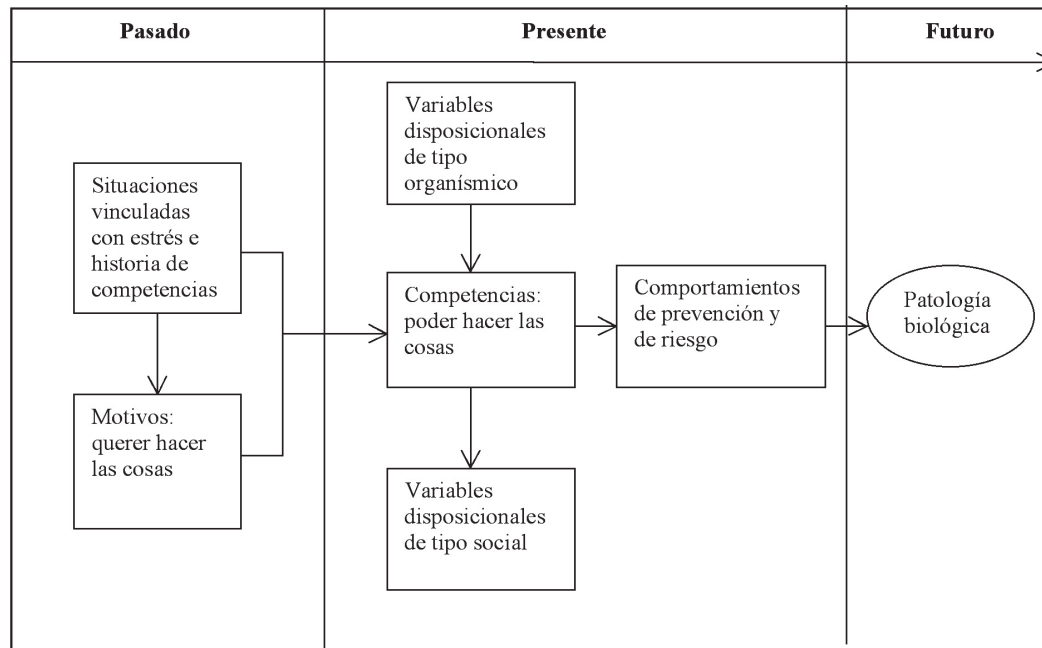 Pasado
Presente
Futuro
Situaciones
vinculadas
con estrés e
historia de
competencias
Motivos:
querer hacer
las cosas
Variables
disposicionales
de tipo
organísmico
Competencias:
poder hacer las
cosas
Variables
disposicionales
de tipo social
Comportamientos
de prevención y
de riesgo
Patología
biológica